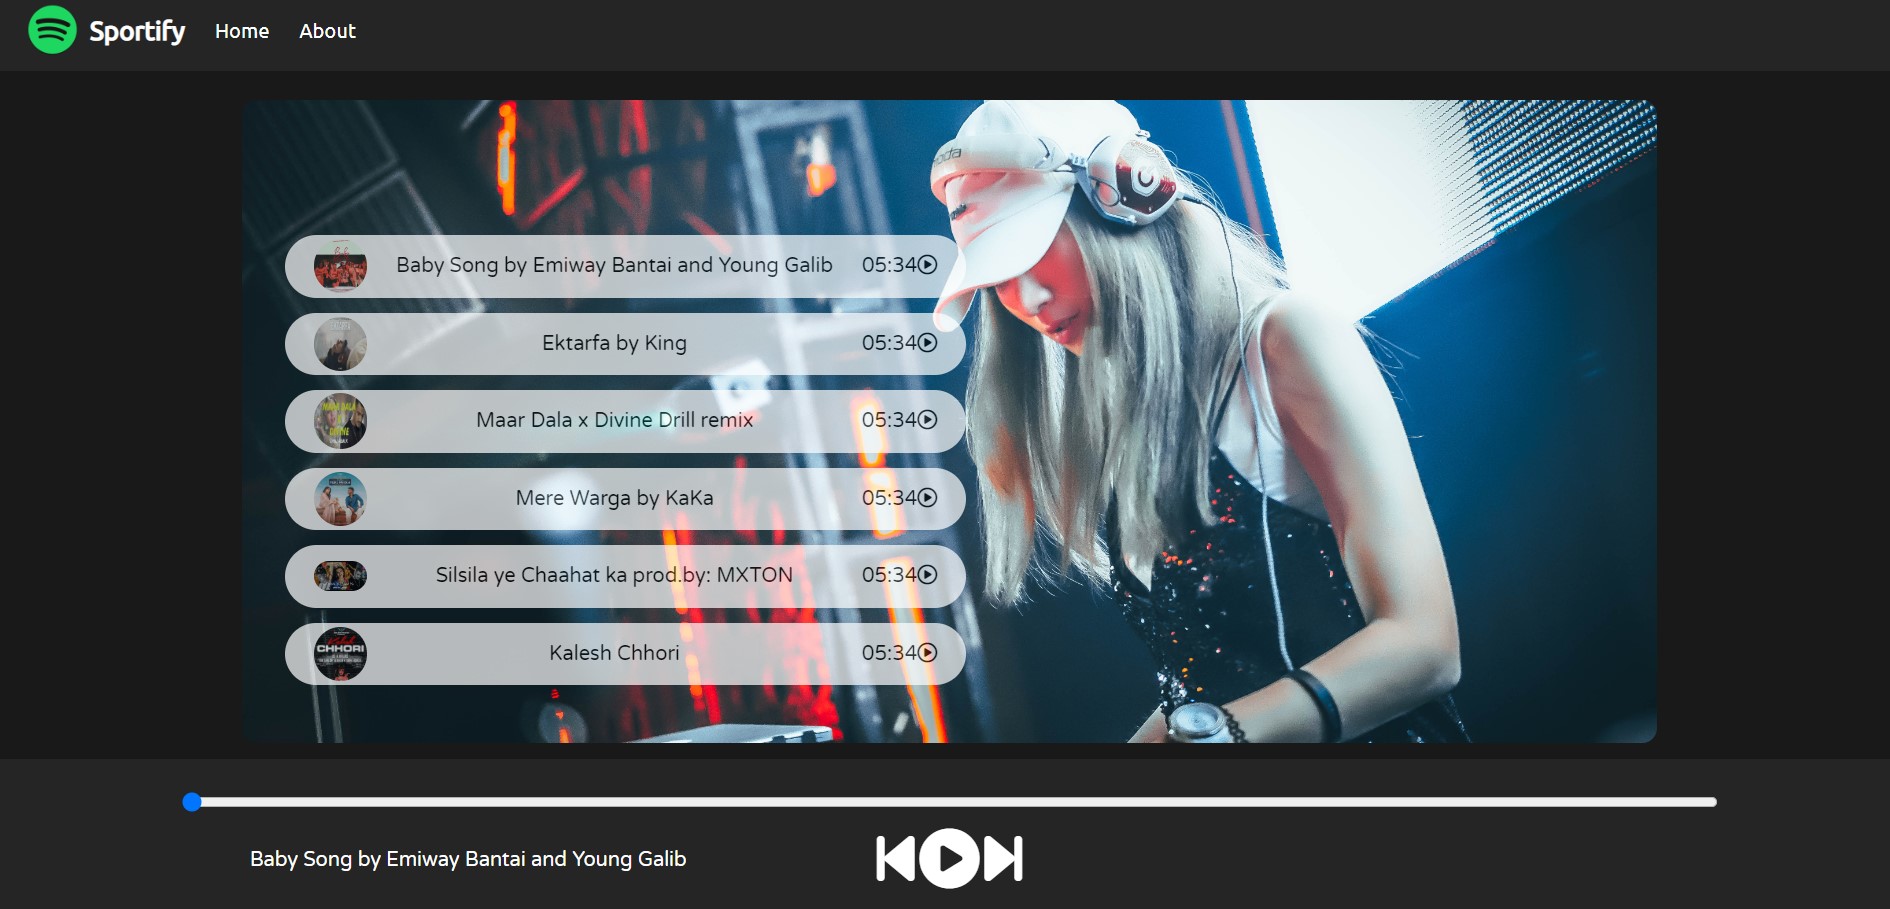 Sportify Home About
Baby Song by Emiway Bantai and Young Galib 05:34
Ektarfa by King 05:34
Maar Dala x Divine Drill remix 05:34
Mere Warga by KaKa 05:34
Silsila ye Chaahat ka prod.by: MXTON 05:34
CHHORI
Kalesh Chhori 05:34
Baby Song by Emiway Bantai and Young Galib